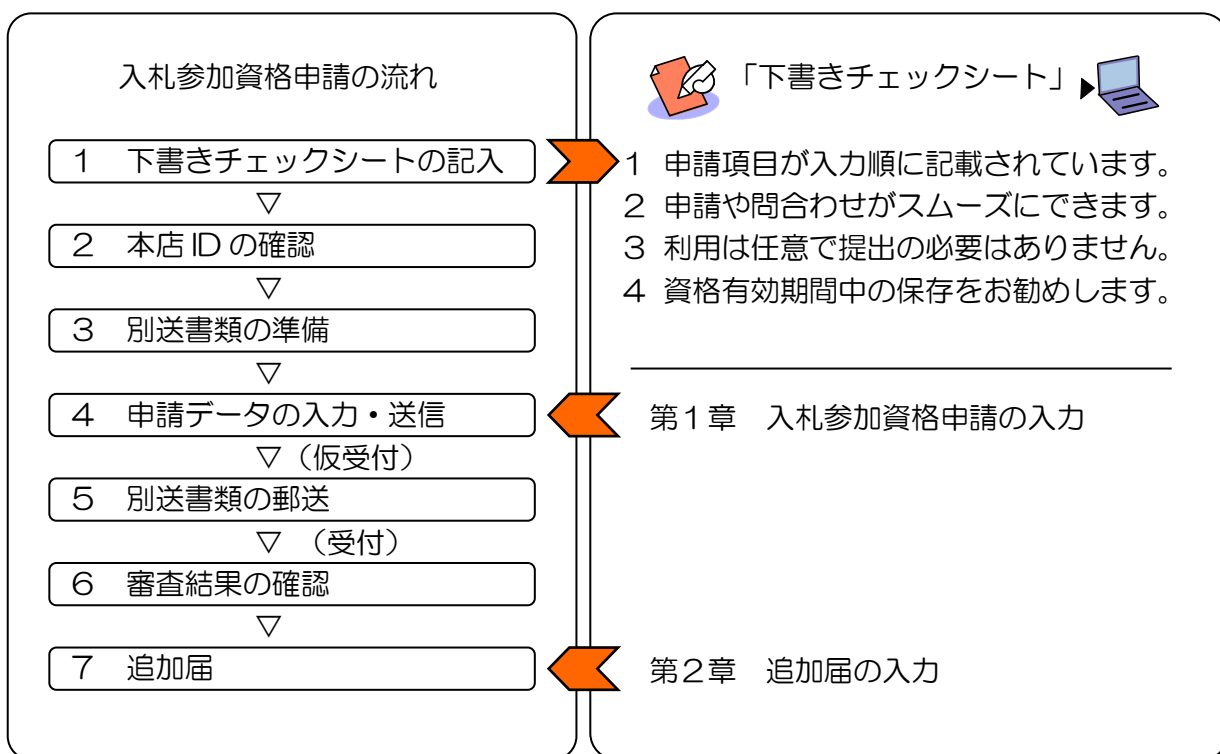 入札参加資格申請の流れ
1 下書きチェックシートの記入
▽
2 本店 ID の確認
▽
3 別送書類の準備
▽
4 申請データの入力・送信
▽(仮受付)
5 別送書類の郵送
▽ (受付)
6 審査結果の確認
▽
7 追加届
「下書きチェックシート」
1 申請項目が入力順に記載されています。
2 申請や問合わせがスムーズにできます。
3 利用は任意で提出の必要はありません。
4 資格有効期間中の保存をお勧めします。
第1章 入札参加資格申請の入力
第2章 追加届の入力